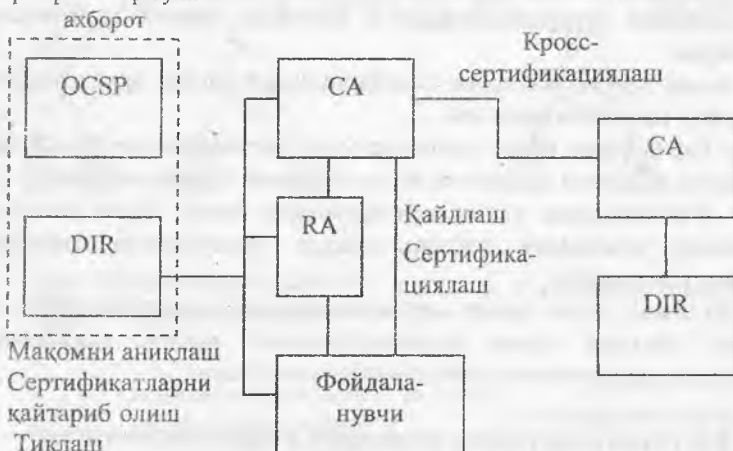 ахборот
OCSP
DIR
CA
RA
Кросс-
сертификациялаш
CA
DIR
Қайдлаш
Сертифика-
циялаш
Фойдала-
нувчи
Мақомни аниқлаш
Сертификатларни
қайтариб олиш
Тиклаш